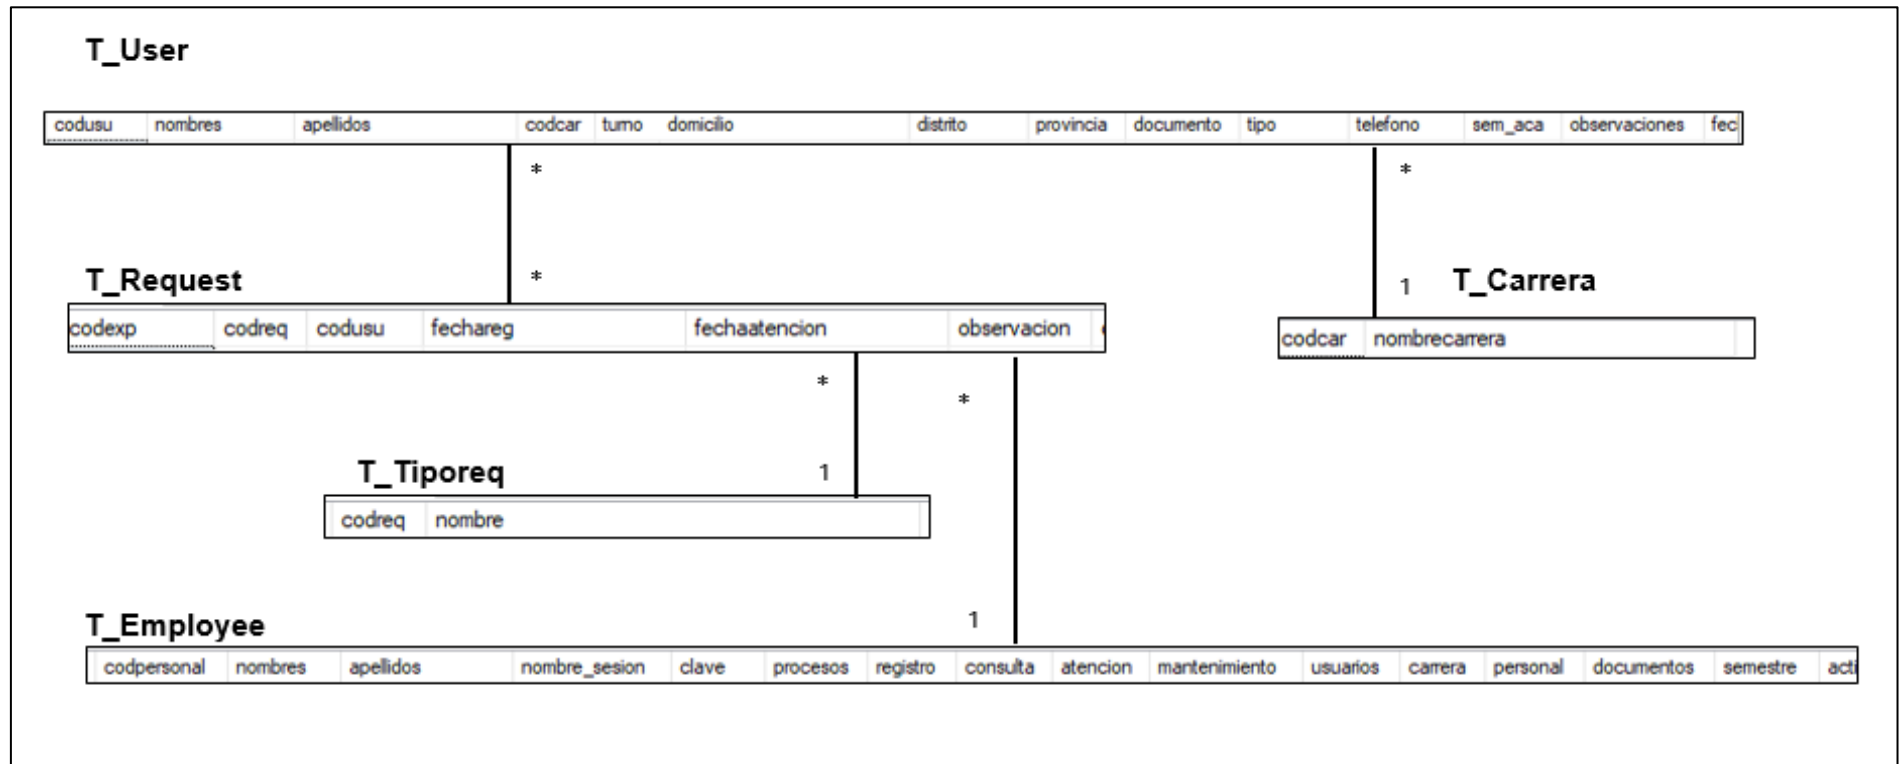 T_User
codusu nombres apellidos codcar turno domicilio distrito provincia documento tipo telefono sem_aca observaciones fec
* *
T_Request * 1 T_Carrera
codexp codreq codusu fechareg fechaatencion observacion
codcar nombrecarrera
* *
T_Tiporeq 1
codreq nombre
T_Employee 1
codpersonal nombres apellidos nombre_sesion clave procesos registro consulta atencion mantenimiento usuarios carrera personal documentos semestre acti